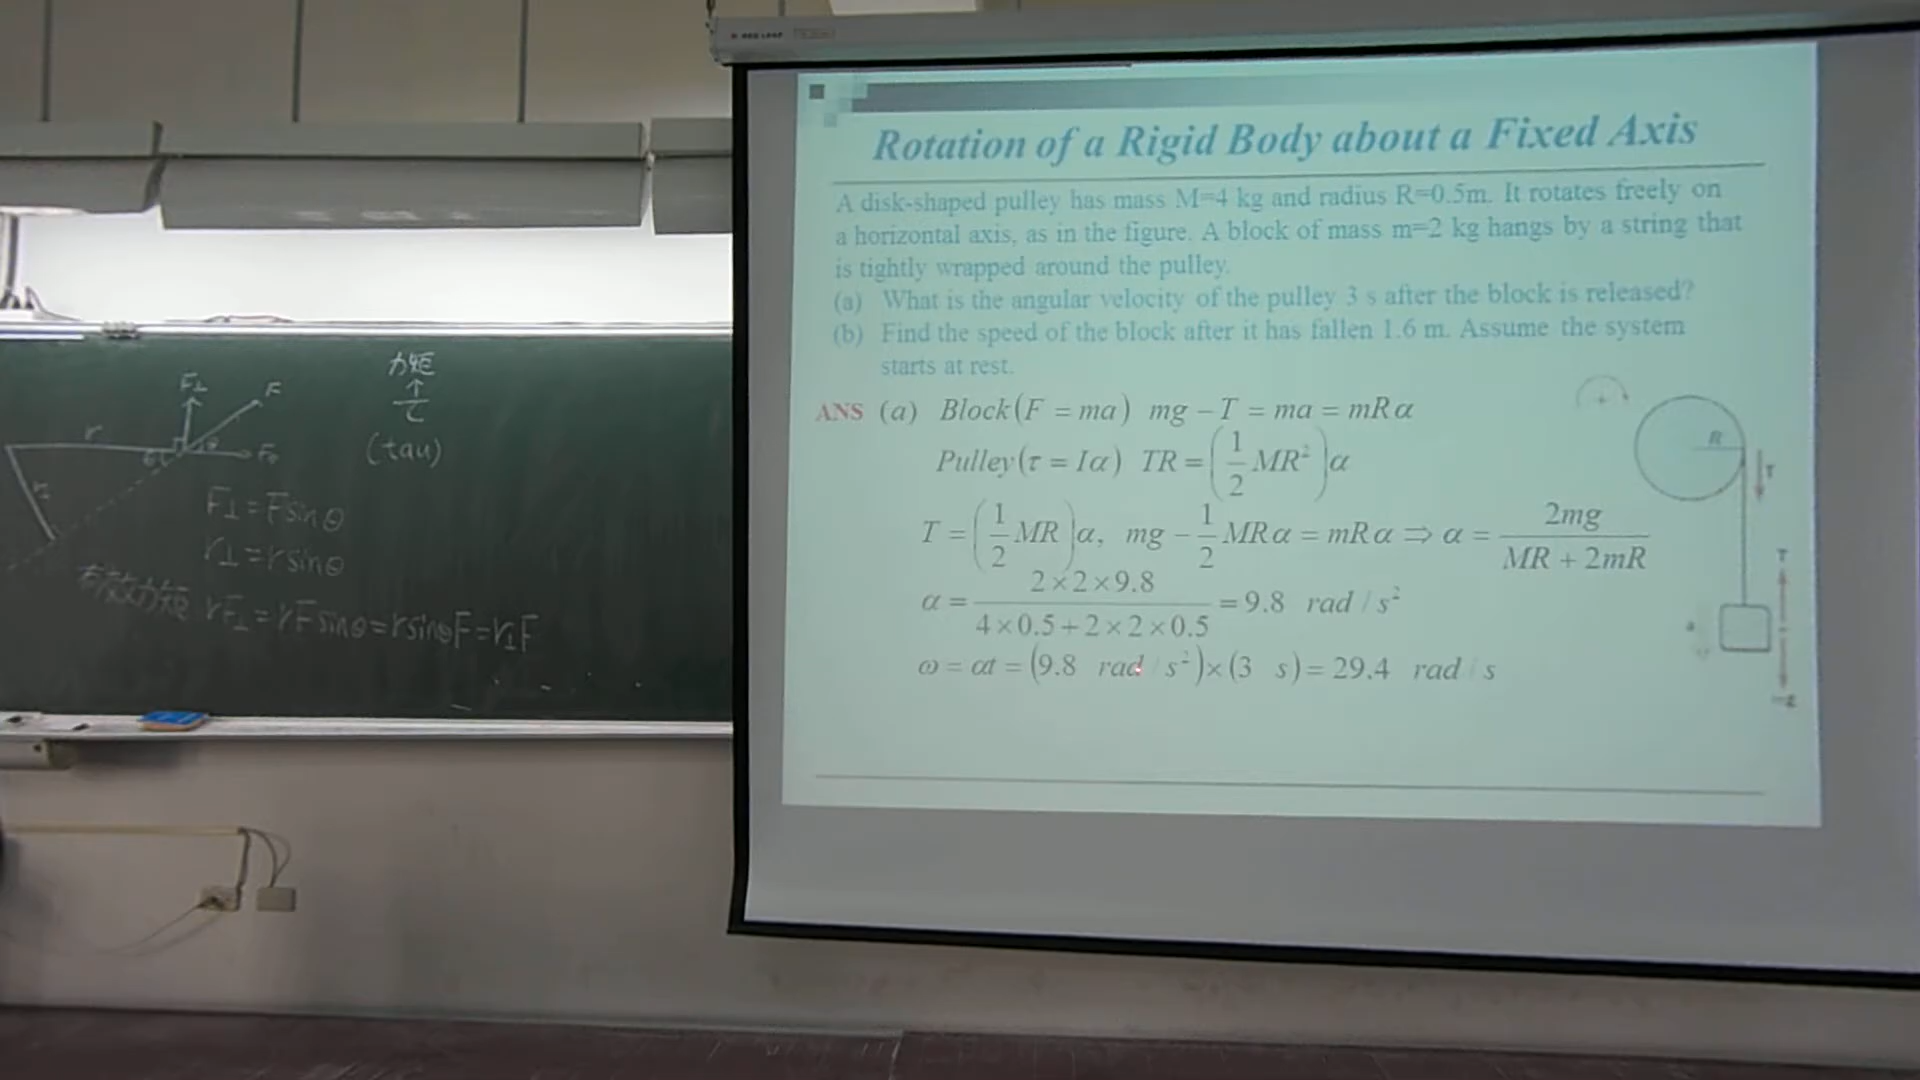 Rotation of a Rigid Body about a Fixed Axis
A disk-shaped pulley has mass M=4 kg and radius R=0.5m. It rotates freely on
a horizontal axis, as in the figure. A block of mass m=2 kg hangs by a string that
is tightly wrapped around the pulley.
(a) What is the angular velocity of the pulley 3 s after the block is released?
(b) Find the speed of the block after it has fallen 1.6 m. Assume the system
starts at rest.
ANS (a) Block(F = ma) mg − T = ma = mRα
Pulley(τ = Iα) TR = (1/2 MR²)α
T = (1/2 MR)α, mg − 1/2 MRα = mRα ⇒ α = 2mg / (MR + 2mR)
α = (2×2×9.8) / (4×0.5+2×2×0.5) = 9.8 rad / s²
ω = αt = (9.8 rad / s²)×(3 s) = 29.4 rad / s
R
T
T
力矩
↑
τ
(tau)
F⊥
F
r
θ
F⊥=Fsinθ
r⊥=rsinθ
有效力矩 rF⊥=rFsinθ=rsinθF=r⊥F